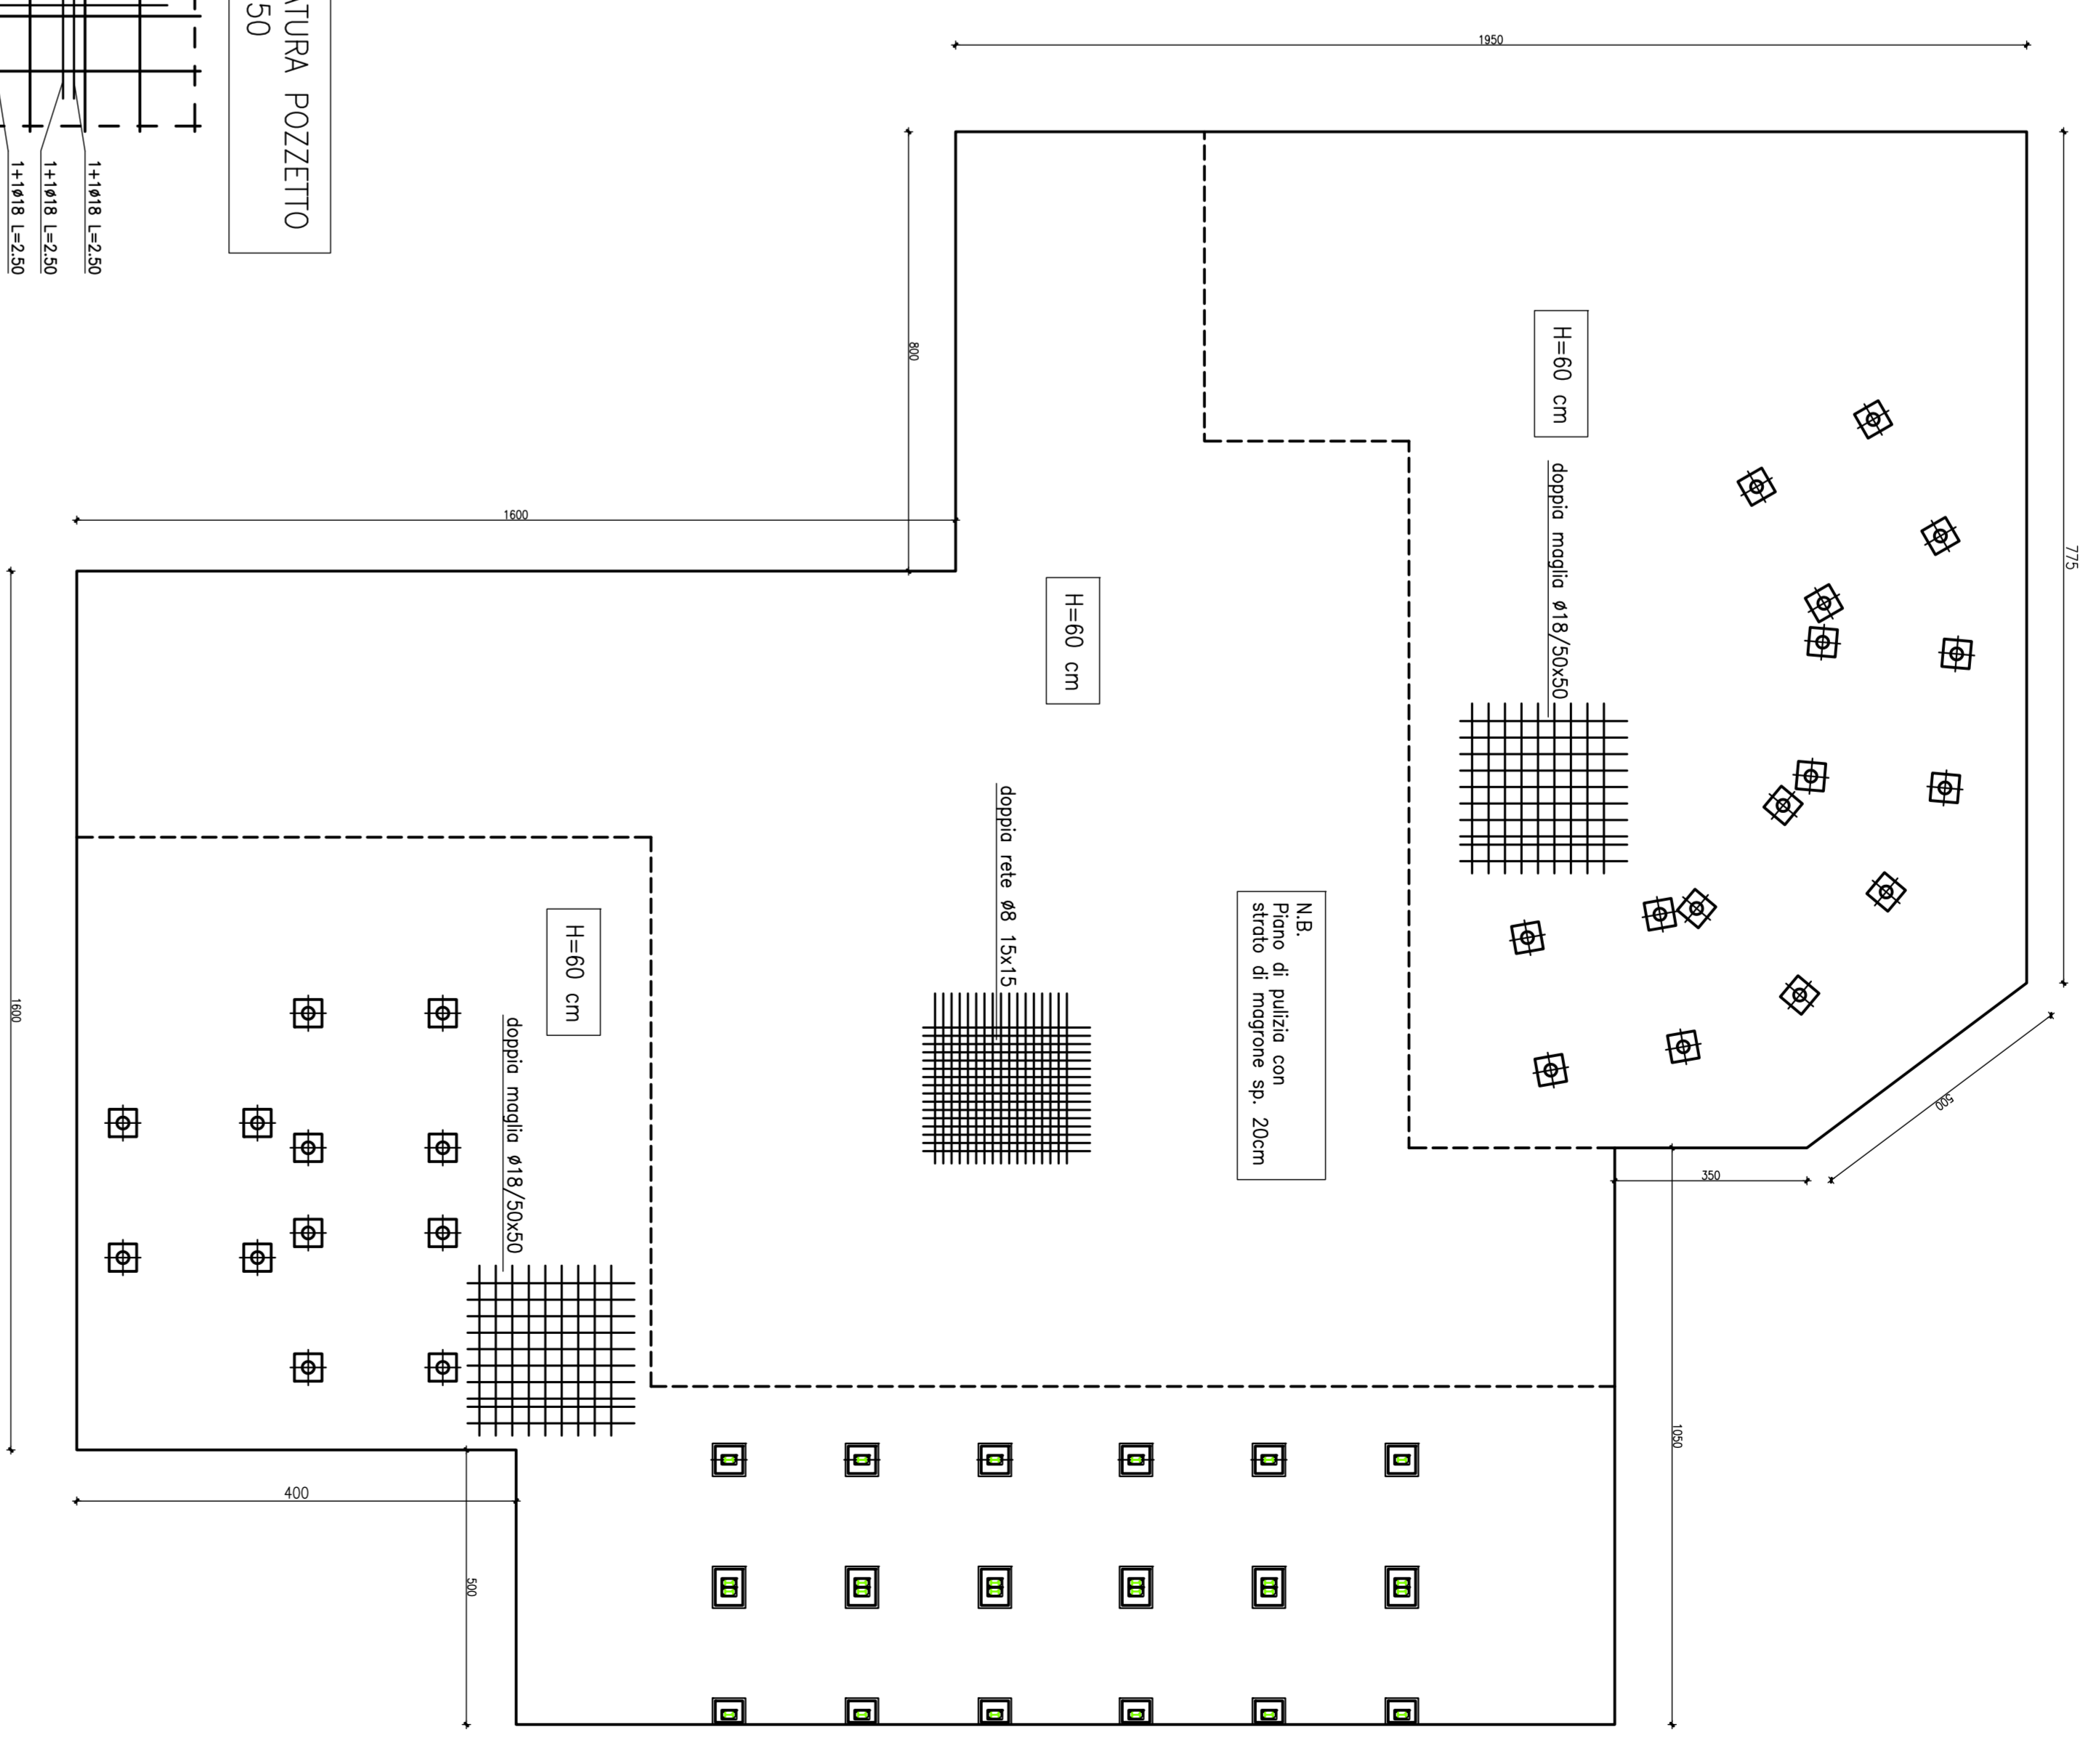 ATURA POZZETTO
50
1+1ø18 L=2.50
1+1ø18 L=2.50
1+1ø18 L=2.50
1950
775
800
1600
H=60 cm
doppia maglia ø18/50x50
H=60 cm
doppia rete ø8 15x15
N.B.
Piano di pulizia con
strato di magrone sp. 20cm
500
350
1050
H=60 cm
doppia maglia ø18/50x50
1600
400
500